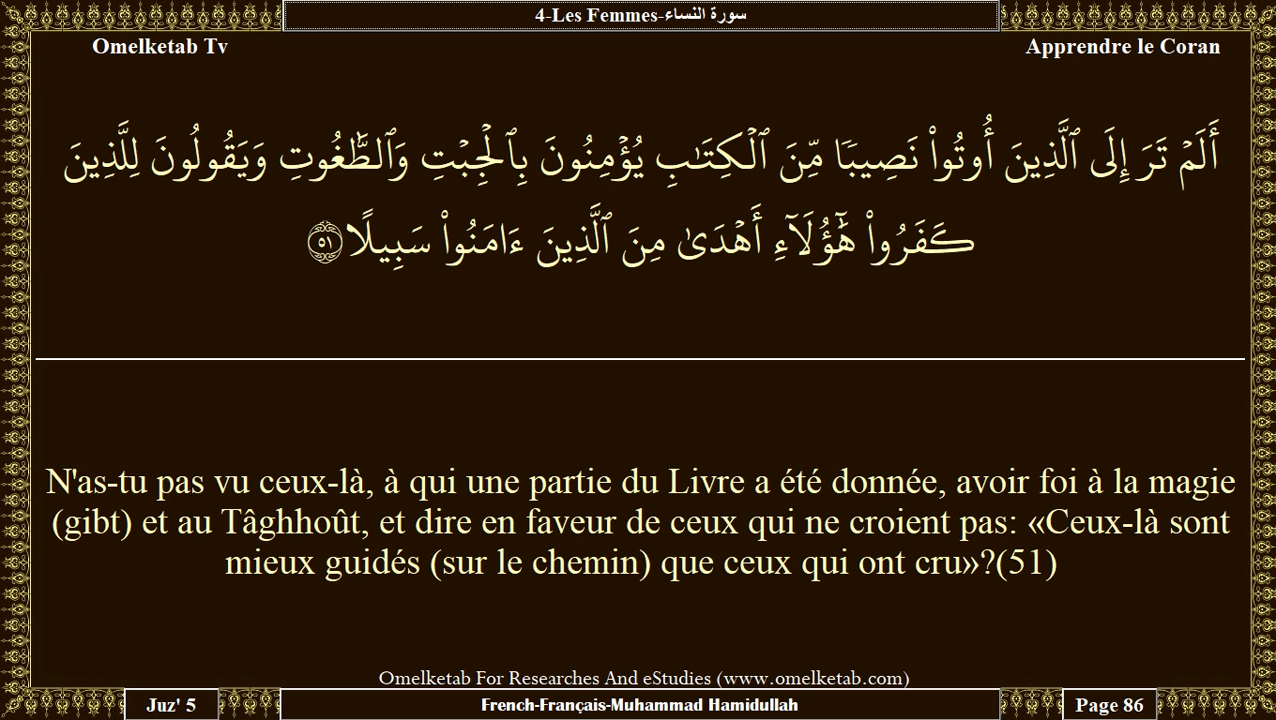 4-Les Femmes-سورة النساء
Omelketab Tv
Apprendre le Coran
أَلَمْ تَرَ إِلَى ٱلَّذِينَ أُوتُوا۟ نَصِيبًا مِّنَ ٱلْكِتَـٰبِ يُؤْمِنُونَ بِٱلْجِبْتِ وَٱلطَّـٰغُوتِ وَيَقُولُونَ لِلَّذِينَ
كَفَرُوا۟ هَـٰٓؤُلَآءِ أَهْدَىٰ مِنَ ٱلَّذِينَ ءَامَنُوا۟ سَبِيلًا ﴿٥١﴾
N'as-tu pas vu ceux-là, à qui une partie du Livre a été donnée, avoir foi à la magie
(gibt) et au Tâghhoût, et dire en faveur de ceux qui ne croient pas: «Ceux-là sont
mieux guidés (sur le chemin) que ceux qui ont cru»?(51)
Omelketab For Researches And eStudies (www.omelketab.com)
Juz' 5
French-Français-Muhammad Hamidullah
Page 86